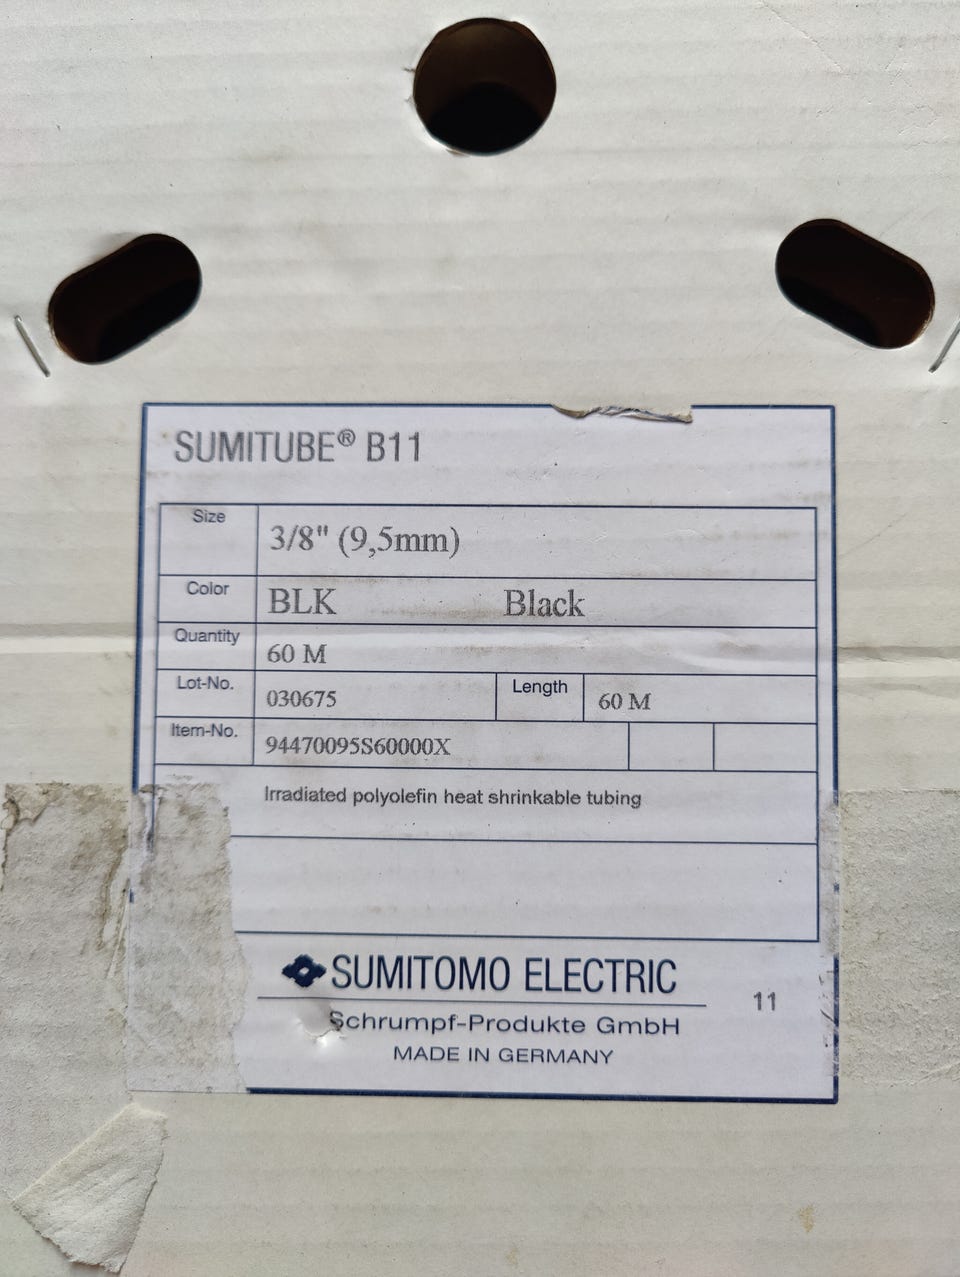 SUMITUBE® B11
Size 3/8" (9,5mm)
Color BLK Black
Quantity 60 M
Lot-No. 030675 Length 60 M
Item-No. 94470095S60000X
Irradiated polyolefin heat shrinkable tubing
SUMITOMO ELECTRIC
11
Schrumpf-Produkte GmbH
MADE IN GERMANY